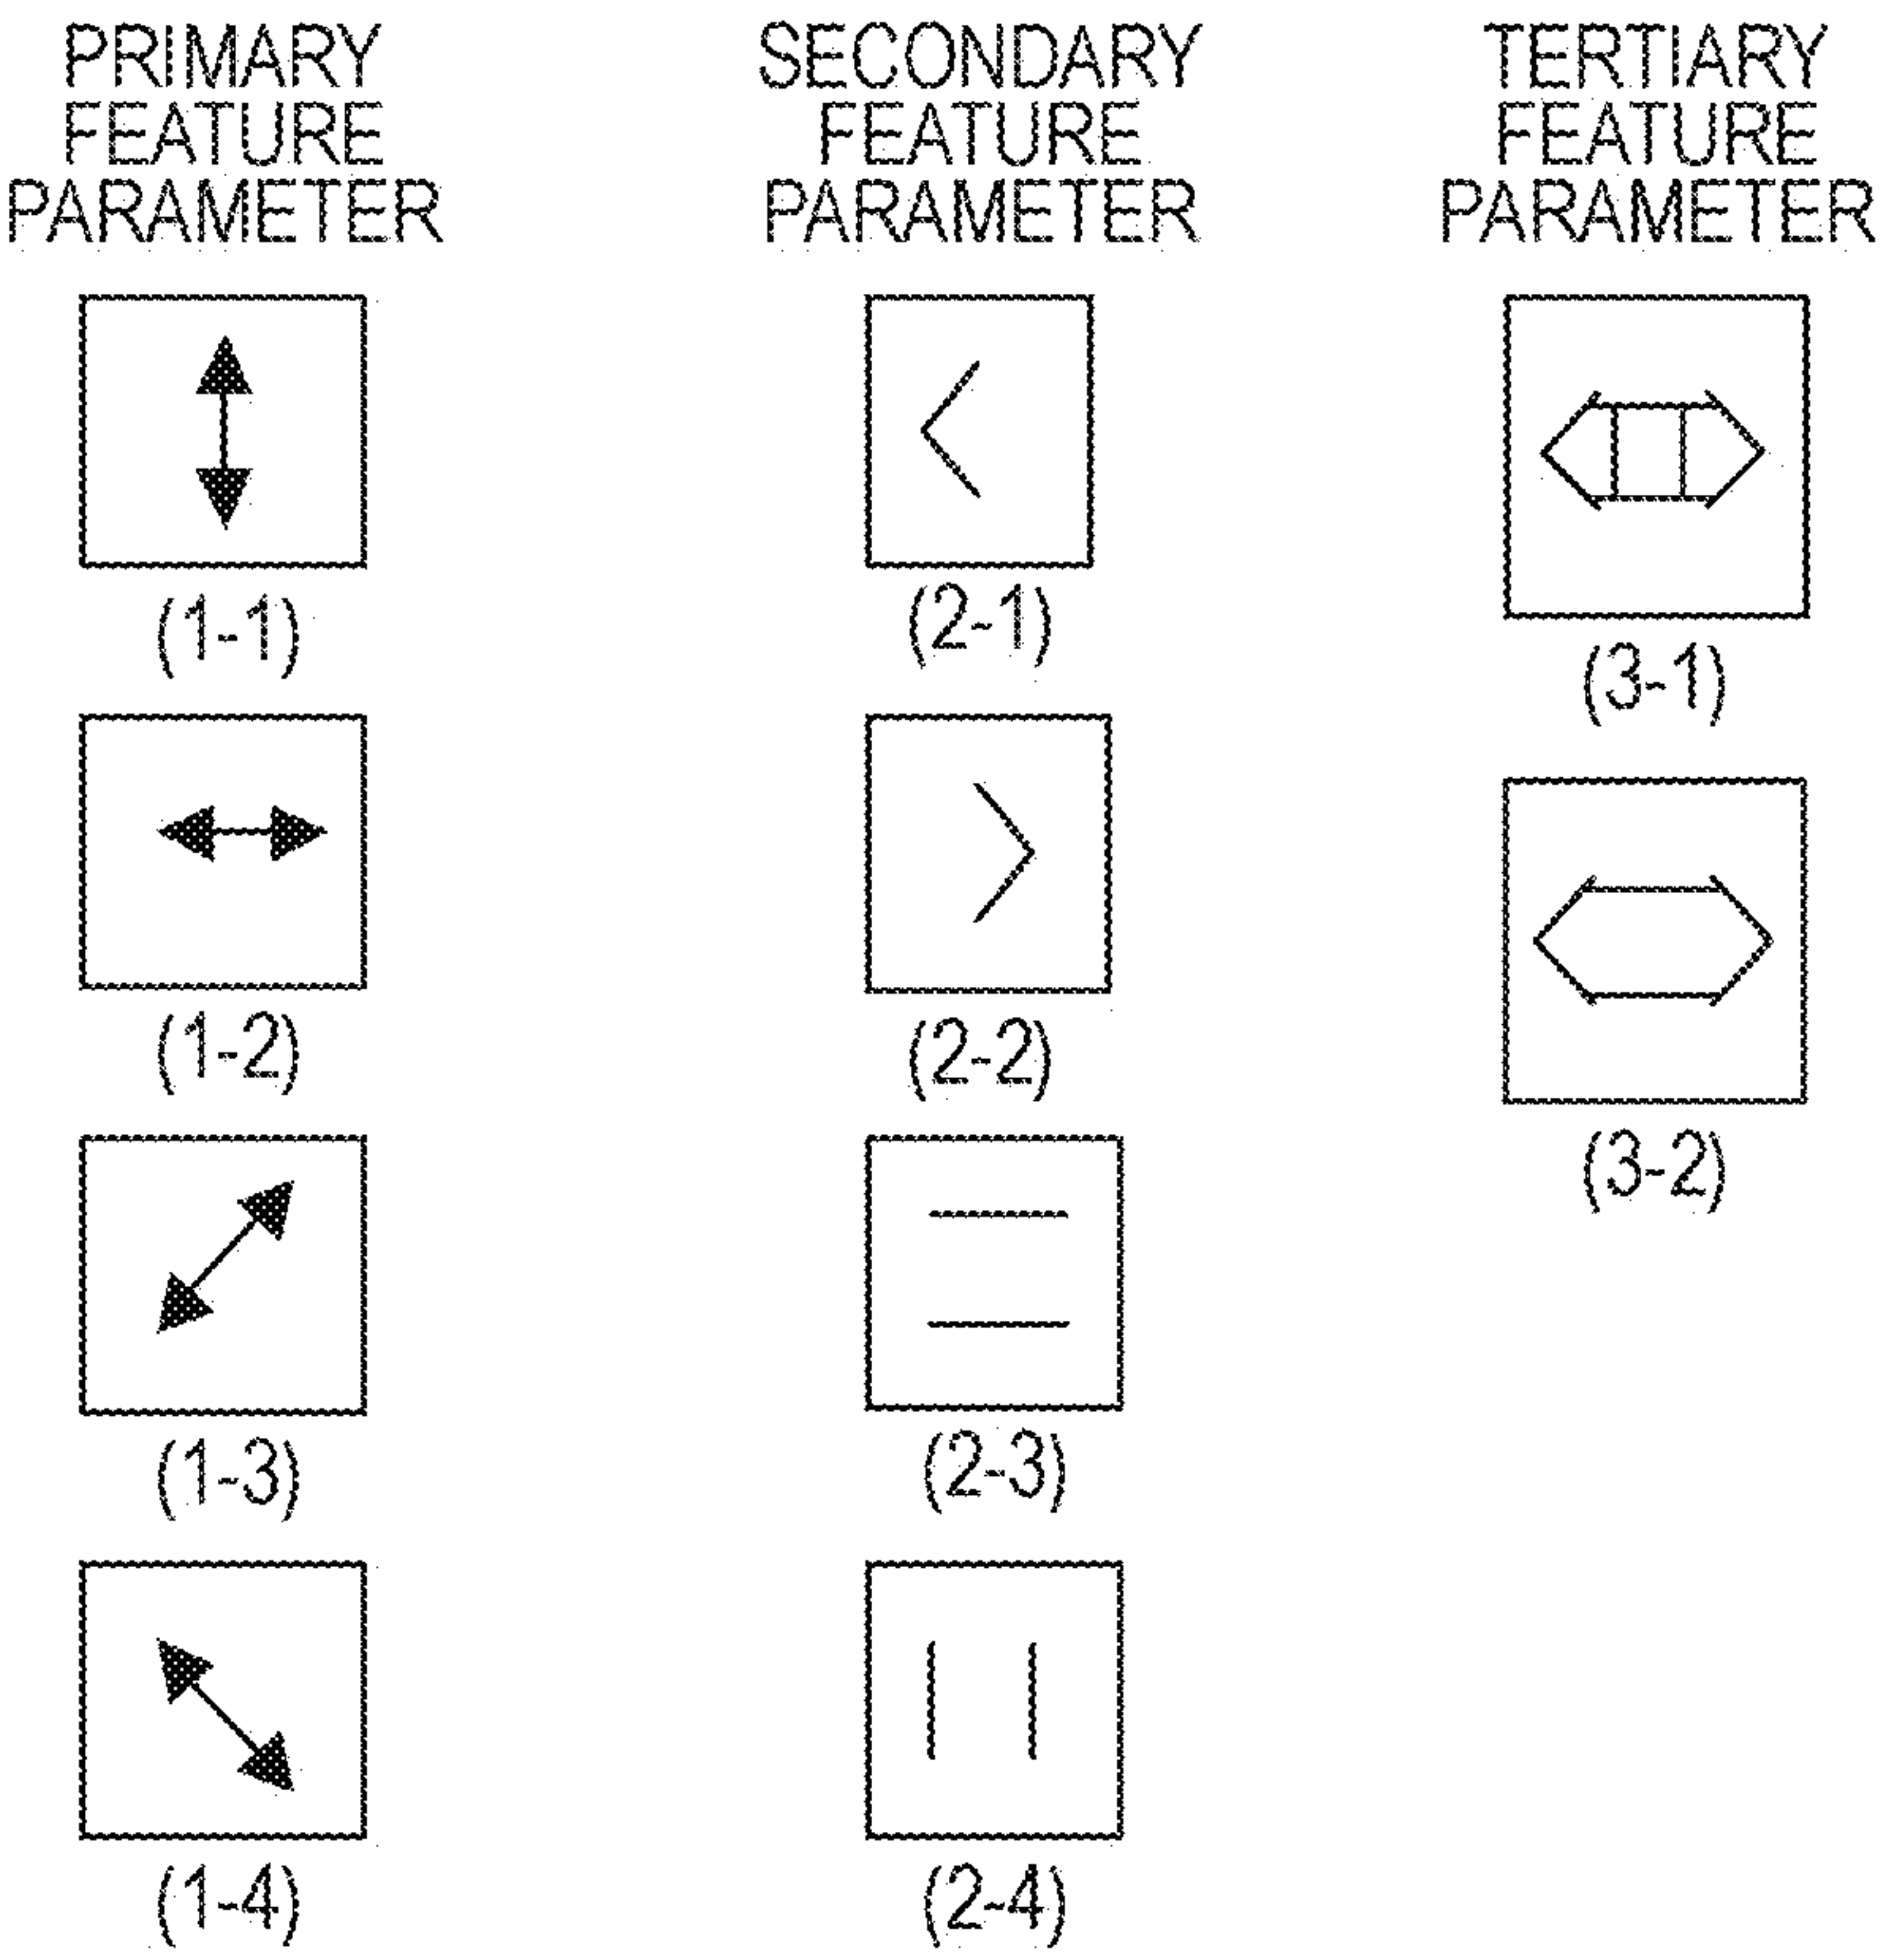 PRIMARY
FEATURE
PARAMETER
(1-1)
(1-2)
(1-3)
(1-4)
SECONDARY
FEATURE
PARAMETER
(2-1)
(2-2)
(2-3)
(2-4)
TERTIARY
FEATURE
PARAMETER
(3-1)
(3-2)